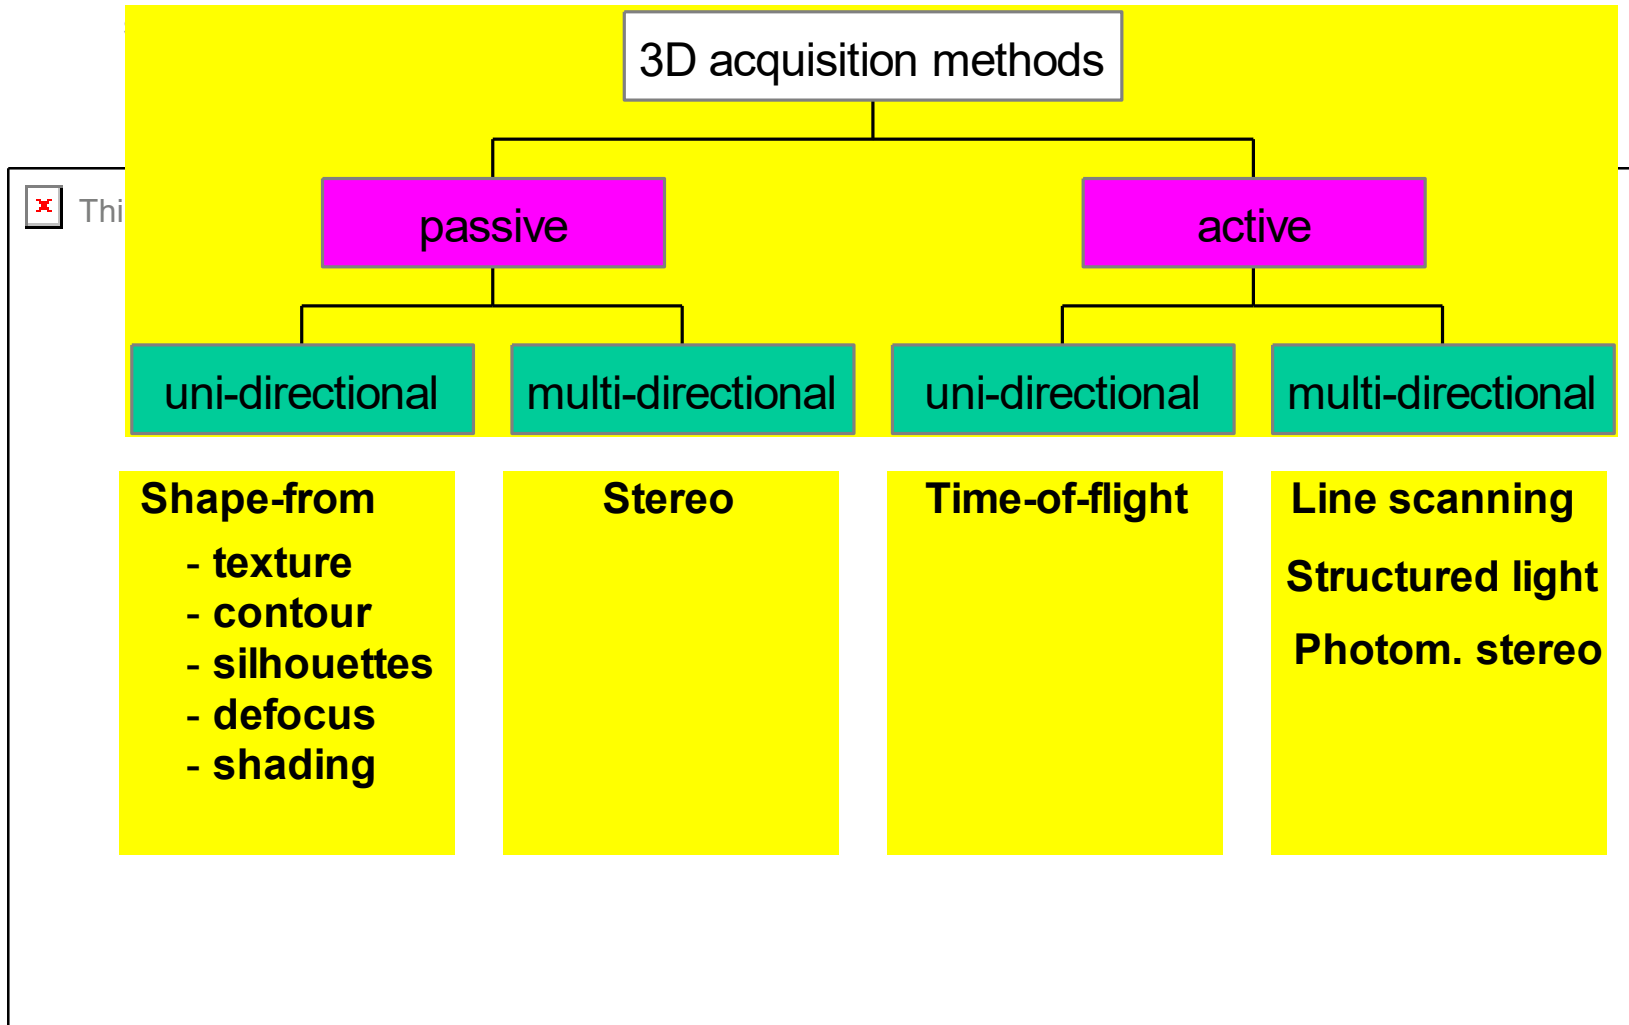 3D acquisition methods
Thi
passive
active
uni-directional
multi-directional
uni-directional
multi-directional
Shape-from
- texture
- contour
- silhouettes
- defocus
- shading
Stereo
Time-of-flight
Line scanning
Structured light
Photom. stereo